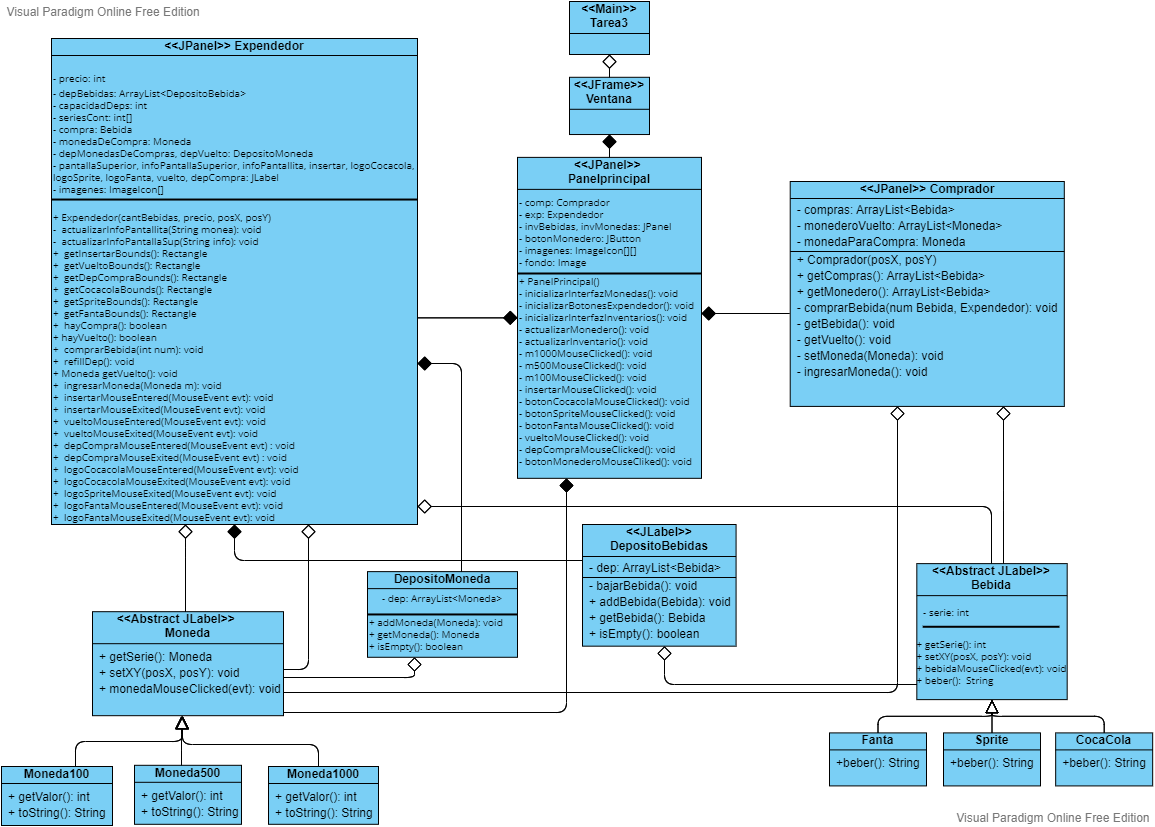 Visual Paradigm Online Free Edition
<<Main>>
Tarea3
<<JFrame>>
Ventana
<<JPanel>> Expendedor
- precio: int
- depBebidas: ArrayList<DepositoBebida>
- capacidadDeps: int
- seriesCont: int[]
- compra: Bebida
- monedaDeCompra: Moneda
- depMonedasDeCompras, depVuelto: DepositoMoneda
- pantallaSuperior, infoPantallaSuperior, infoPantallita, insertar, logoCocacola,
logoSprite, logoFanta, vuelto, depCompra: JLabel
- imagenes: ImageIcon[]
+ Expendedor(cantBebidas, precio, posX, posY)
- actualizarInfoPantallita(String monea): void
- actualizarInfoPantallaSup(String info): void
+ getInsertarBounds(): Rectangle
+ getVueltoBounds(): Rectangle
+ getDepCompraBounds(): Rectangle
+ getCocacolaBounds(): Rectangle
+ getSpriteBounds(): Rectangle
+ getFantaBounds(): Rectangle
+ hayCompra(): boolean
+ hayVuelto(): boolean
+ comprarBebida(int num): void
+ refillDep(): void
+ Moneda getVuelto(): void
+ ingresarMoneda(Moneda m): void
+ insertarMouseEntered(MouseEvent evt): void
+ insertarMouseExited(MouseEvent evt): void
+ vueltoMouseEntered(MouseEvent evt): void
+ vueltoMouseExited(MouseEvent evt): void
+ depCompraMouseEntered(MouseEvent evt) : void
+ depCompraMouseExited(MouseEvent evt) : void
+ logoCocacolaMouseEntered(MouseEvent evt): void
+ logoCocacolaMouseExited(MouseEvent evt): void
+ logoSpriteMouseExited(MouseEvent evt): void
+ logoFantaMouseEntered(MouseEvent evt): void
+ logoFantaMouseExited(MouseEvent evt): void
<<JPanel>>
Panelprincipal
- comp: Comprador
- exp: Expendedor
- invBebidas, invMonedas: JPanel
- botonMonedero: JButton
- imagenes: ImageIcon[][]
- fondo: Image
+ PanelPrincipal()
- inicializarInterfazMonedas(): void
- inicializarBotonesExpendedor(): void
- inicializarInterfazInventarios(): void
- actualizarMonedero(): void
- actualizarInventario(): void
- m1000MouseClicked(): void
- m500MouseClicked(): void
- m100MouseClicked(): void
- insertarMouseClicked(): void
- botonCocacolaMouseClicked(): void
- botonSpriteMouseClicked(): void
- botonFantaMouseClicked(): void
- vueltoMouseClicked(): void
- depCompraMouseClicked(): void
- botonMonederoMouseCliked(): void
<<JPanel>> Comprador
- compras: ArrayList<Bebida>
- monederoVuelto: ArrayList<Moneda>
- monedaParaCompra: Moneda
+ Comprador(posX, posY)
+ getCompras(): ArrayList<Bebida>
+ getMonedero(): ArrayList<Bebida>
- comprarBebida(num Bebida, Expendedor): void
- getBebida(): void
- getVuelto(): void
- setMoneda(Moneda): void
- ingresarMoneda(): void
<<JLabel>>
DepositoBebidas
- dep: ArrayList<Bebida>
- bajarBebida(): void
+ addBebida(Bebida): void
+ getBebida(): Bebida
+ isEmpty(): boolean
DepositoMoneda
- dep: ArrayList<Moneda>
+ addMoneda(Moneda): void
+ getMoneda(): Moneda
+ isEmpty(): boolean
<<Abstract JLabel>>
Bebida
- serie: int
+ getSerie(): int
+ setXY(posX, posY): void
+ bebidaMouseClicked(evt): void
+ beber(): String
<<Abstract JLabel>>
Moneda
+ getSerie(): Moneda
+ setXY(posX, posY): void
+ monedaMouseClicked(evt): void
Moneda100
+ getValor(): int
+ toString(): String
Moneda500
+ getValor(): int
+ toString(): String
Moneda1000
+ getValor(): int
+ toString(): String
Fanta
+beber(): String
Sprite
+beber(): String
CocaCola
+beber(): String
Visual Paradigm Online Free Edition